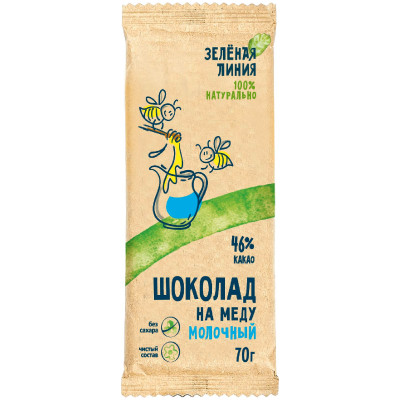 ЗЕЛЁНАЯ
ЛИНИЯ
100%
НАТУРАЛЬНО
46%
КАКАО
ШОКОЛАД
НА МЕДУ
МОЛОЧНЫЙ
без
сахара
чистый
состав
70г